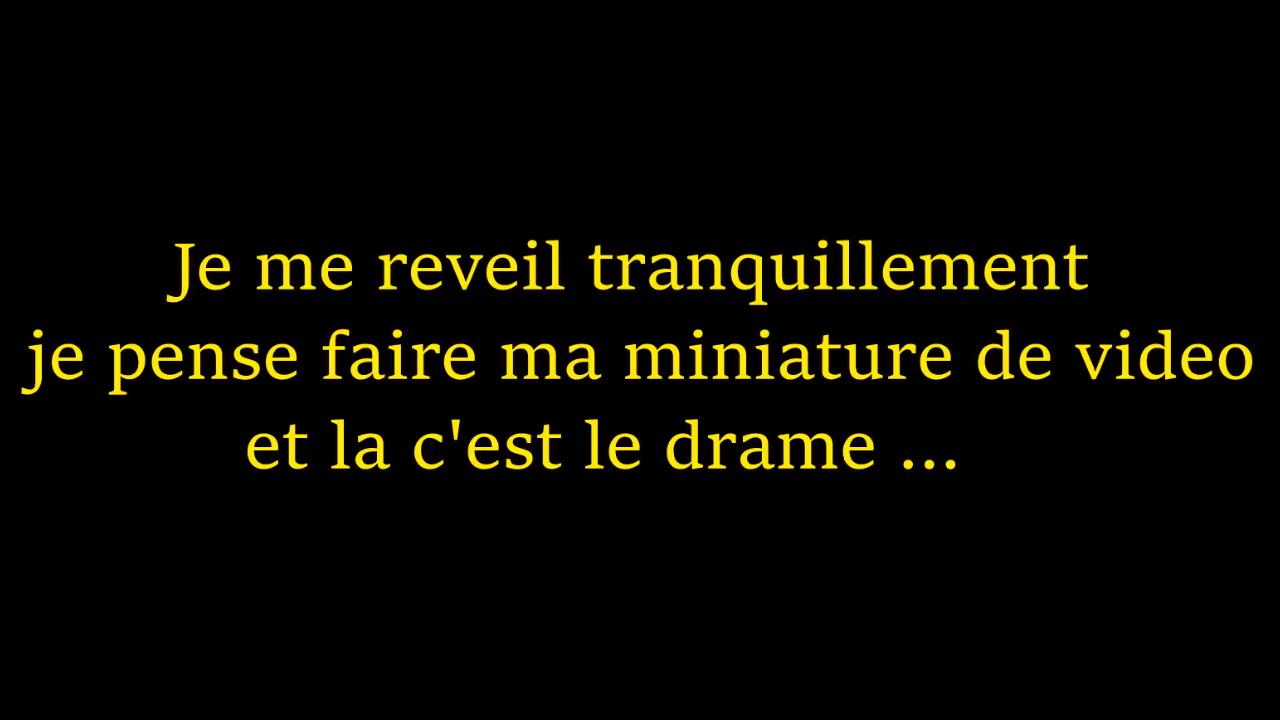 Je me reveil tranquillement
je pense faire ma miniature de video
et la c'est le drame ...